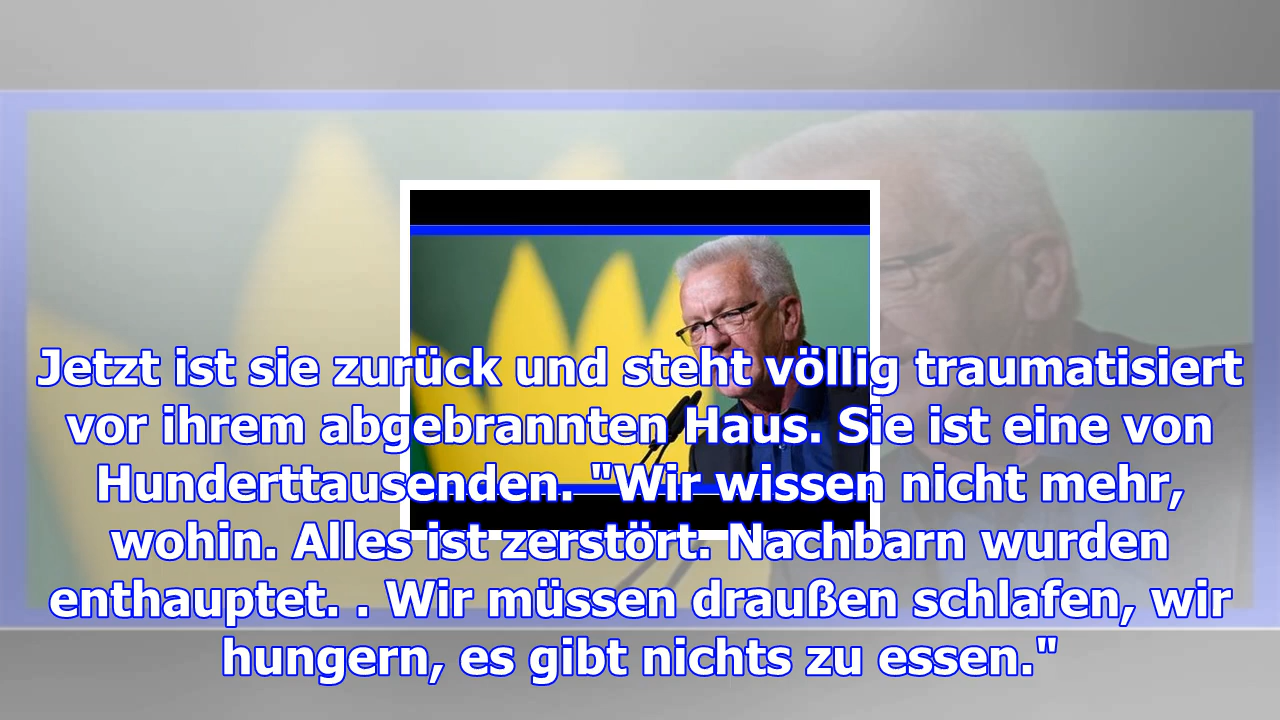 Jetzt ist sie zurück und steht völlig traumatisiert
vor ihrem abgebrannten Haus. Sie ist eine von
Hunderttausenden. "Wir wissen nicht mehr,
wohin. Alles ist zerstört. Nachbarn wurden
enthauptet. . Wir müssen draußen schlafen, wir
hungern, es gibt nichts zu essen."